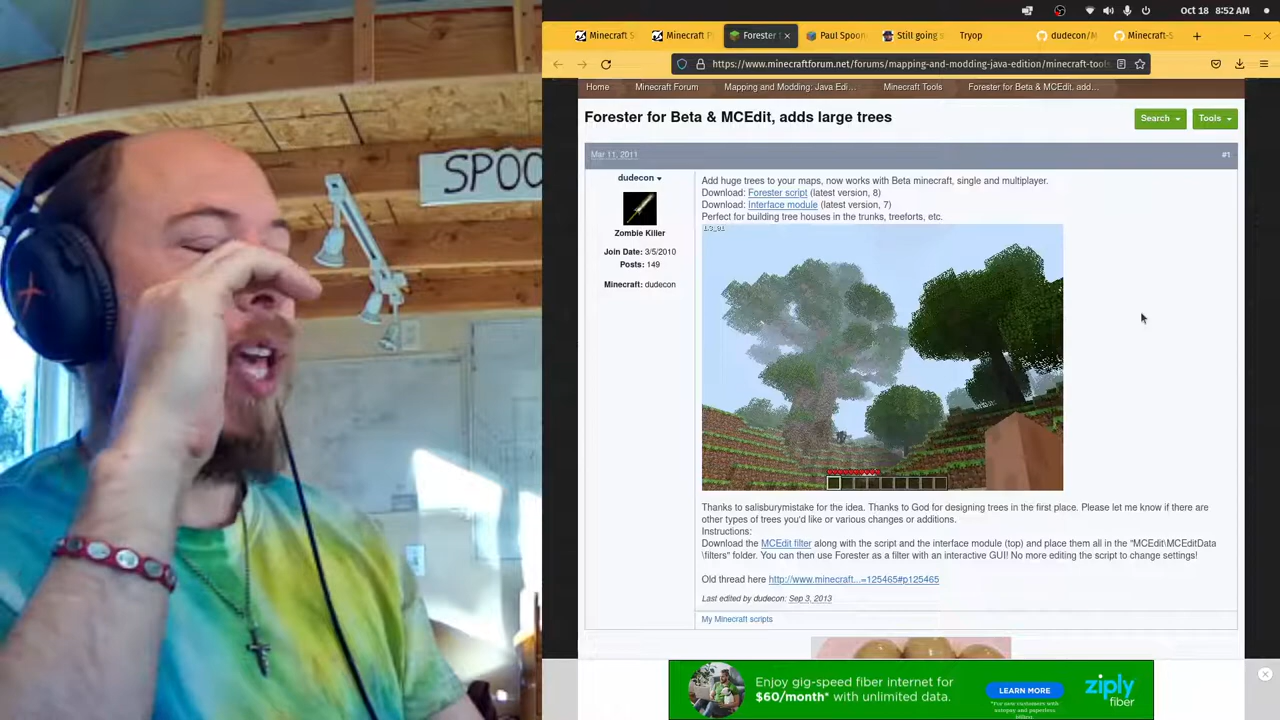 Oct 18 8:52 AM
Minecraft S
Minecraft P
Forester
Paul Spoon
Still going s
Tryop
dudecon/M
Minecraft-S
https://www.minecraftforum.net/forums/mapping-and-modding-java-edition/minecraft-tools
Home
Minecraft Forum
Mapping and Modding: Java Edi...
Minecraft Tools
Forester for Beta & MCEdit, add...
Forester for Beta & MCEdit, adds large trees
Search
Tools
Mar 11, 2011
#1
dudecon
Zombie Killer
Join Date: 3/5/2010
Posts: 149
Minecraft: dudecon
Add huge trees to your maps, now works with Beta minecraft, single and multiplayer.
Download: Forester script (latest version, 8)
Download: Interface module (latest version, 7)
Perfect for building tree houses in the trunks, treeforts, etc.
Thanks to salisburymistake for the idea. Thanks to God for designing trees in the first place. Please let me know if there are
other types of trees you'd like or various changes or additions.
Instructions:
Download the MCEdit filter along with the script and the interface module (top) and place them all in the "MCEdit\MCEditData
\filters" folder. You can then use Forester as a filter with an interactive GUI! No more editing the script to change settings!
Old thread here http://www.minecraft...=125465#p125465
Last edited by dudecon: Sep 3, 2013
My Minecraft scripts
SPOO
Enjoy gig-speed fiber internet for
$60/month* with unlimited data.
LEARN MORE
ziply
fiber